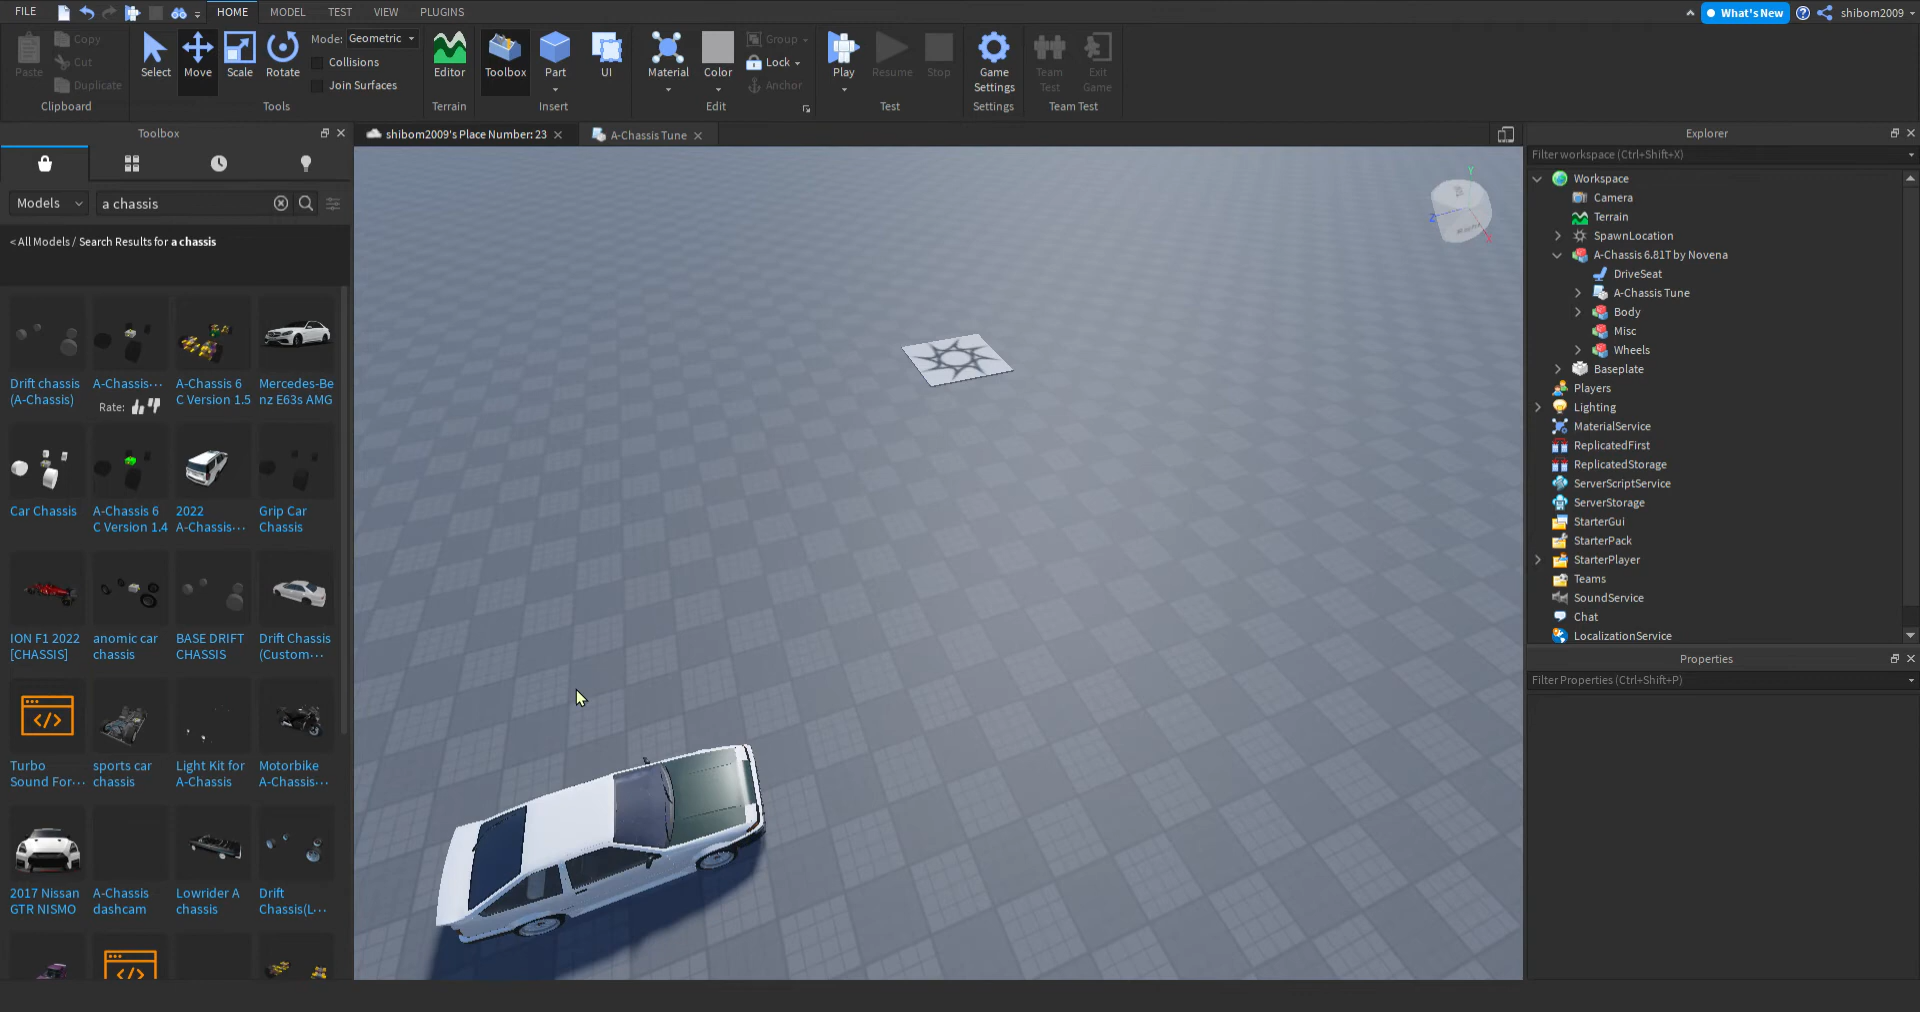 FILE
HOME
MODEL
TEST
VIEW
PLUGINS
What's New
shibom2009
Paste
Copy
Cut
Duplicate
Clipboard
Select
Move
Scale
Rotate
Mode: Geometric
Collisions
Join Surfaces
Tools
Editor
Terrain
Toolbox
Part
UI
Insert
Material
Color
Group
Lock
Anchor
Edit
Play
Resume
Stop
Test
Game
Settings
Settings
Team
Test
Exit
Game
Team Test
Toolbox
Models
a chassis
< All Models / Search Results for a chassis
Drift chassis
(A-Chassis)
A-Chassis···
Rate:
A-Chassis 6
C Version 1.5
Mercedes-Be
nz E63s AMG
Car Chassis
A-Chassis 6
C Version 1.4
2022
A-Chassis···
Grip Car
Chassis
ION F1 2022
[CHASSIS]
anomic car
chassis
BASE DRIFT
CHASSIS
Drift Chassis
(Custom···
Turbo
Sound For···
sports car
chassis
Light Kit for
A-Chassis
Motorbike
A-Chassis···
2017 Nissan
GTR NISMO
A-Chassis
dashcam
Lowrider A
chassis
Drift
Chassis(L···
shibom2009's Place Number: 23
A-Chassis Tune
Y
Z
X
Explorer
Filter workspace (Ctrl+Shift+X)
Workspace
Camera
Terrain
SpawnLocation
A-Chassis 6.81T by Novena
DriveSeat
A-Chassis Tune
Body
Misc
Wheels
Baseplate
Players
Lighting
MaterialService
ReplicatedFirst
ReplicatedStorage
ServerScriptService
ServerStorage
StarterGui
StarterPack
StarterPlayer
Teams
SoundService
Chat
LocalizationService
Properties
Filter Properties (Ctrl+Shift+P)